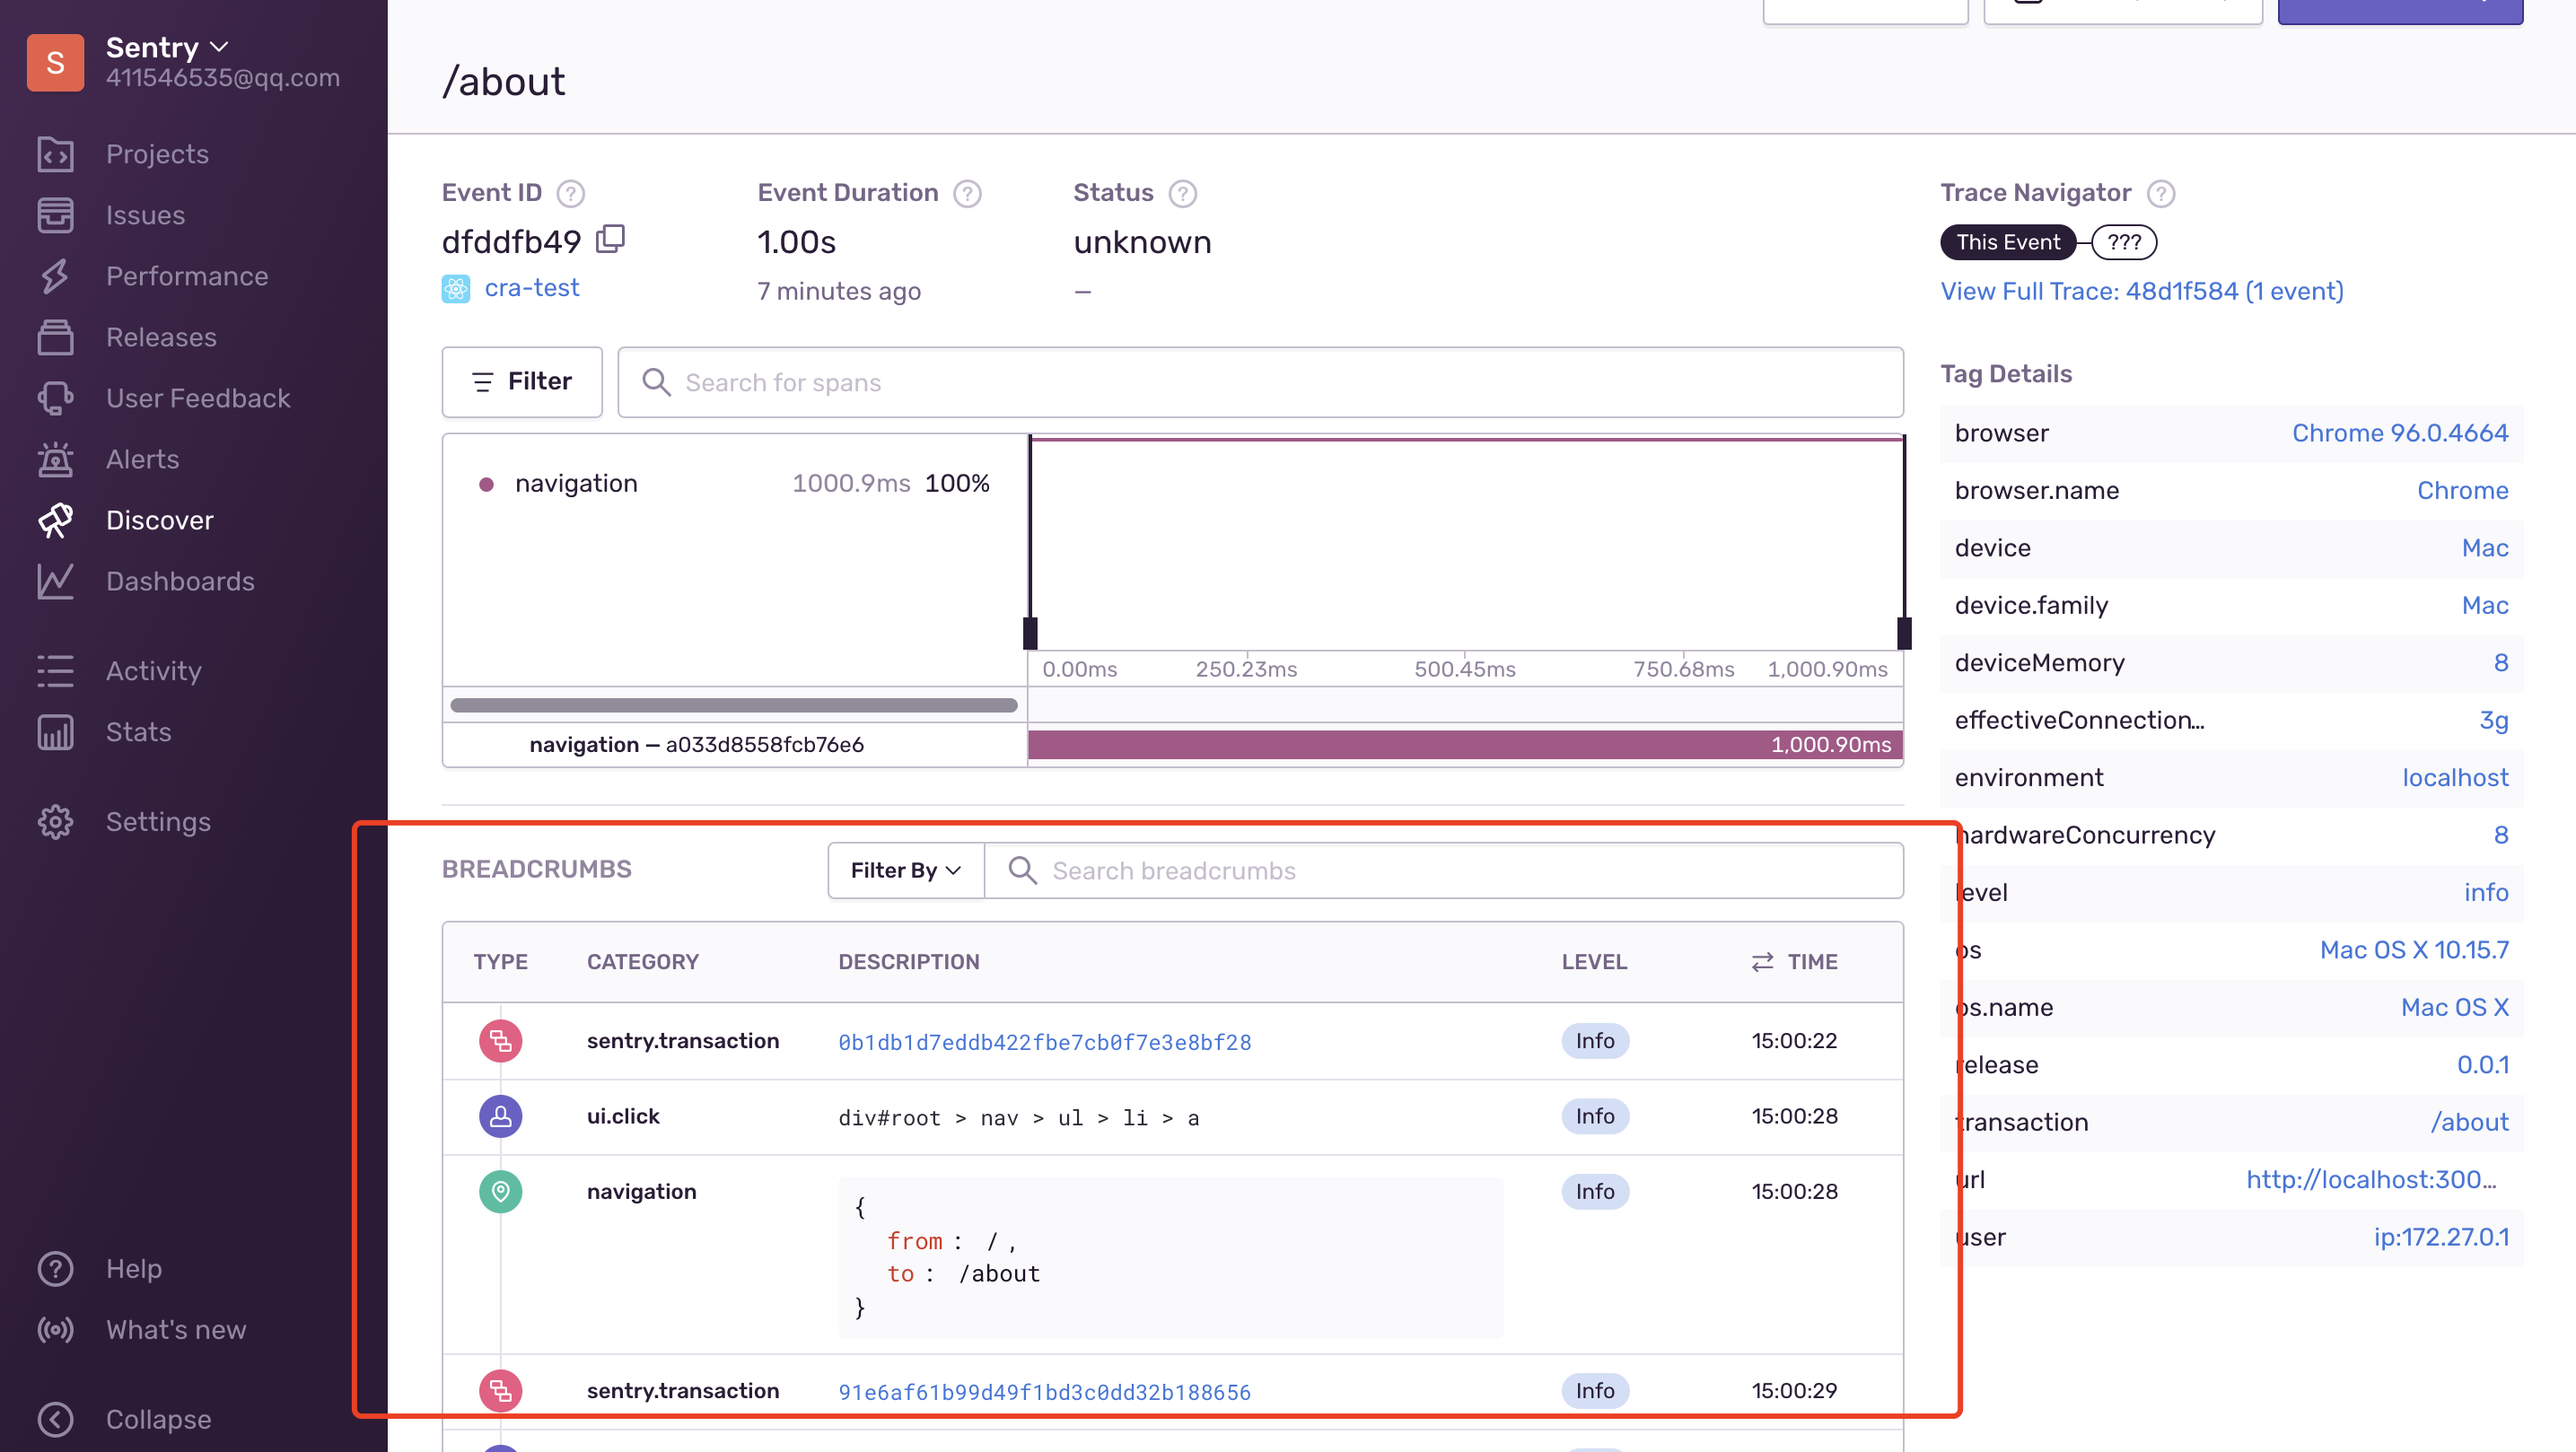 S
Sentry
411546535@qq.com
Projects
Issues
Performance
Releases
User Feedback
Alerts
Discover
Dashboards
Activity
Stats
Settings
Help
What's new
Collapse
/about
Event ID ?
dfddfb49
cra-test
Event Duration ?
1.00s
7 minutes ago
Status ?
unknown
—
Filter
Search for spans
navigation 1000.9ms 100%
0.00ms 250.23ms 500.45ms 750.68ms 1,000.90ms
navigation — a033d8558fcb76e6 1,000.90ms
BREADCRUMBS Filter By Search breadcrumbs
TYPE CATEGORY DESCRIPTION LEVEL TIME
sentry.transaction 0b1db1d7eddb422fbe7cb0f7e3e8bf28 Info 15:00:22
ui.click div#root > nav > ul > li > a Info 15:00:28
navigation { Info 15:00:28
from : / ,
to : /about
}
sentry.transaction 91e6af61b99d49f1bd3c0dd32b188656 Info 15:00:29
Trace Navigator ?
This Event ???
View Full Trace: 48d1f584 (1 event)
Tag Details
browser Chrome 96.0.4664
browser.name Chrome
device Mac
device.family Mac
deviceMemory 8
effectiveConnection... 3g
environment localhost
hardwareConcurrency 8
level info
os Mac OS X 10.15.7
os.name Mac OS X
release 0.0.1
transaction /about
url http://localhost:300...
user ip:172.27.0.1